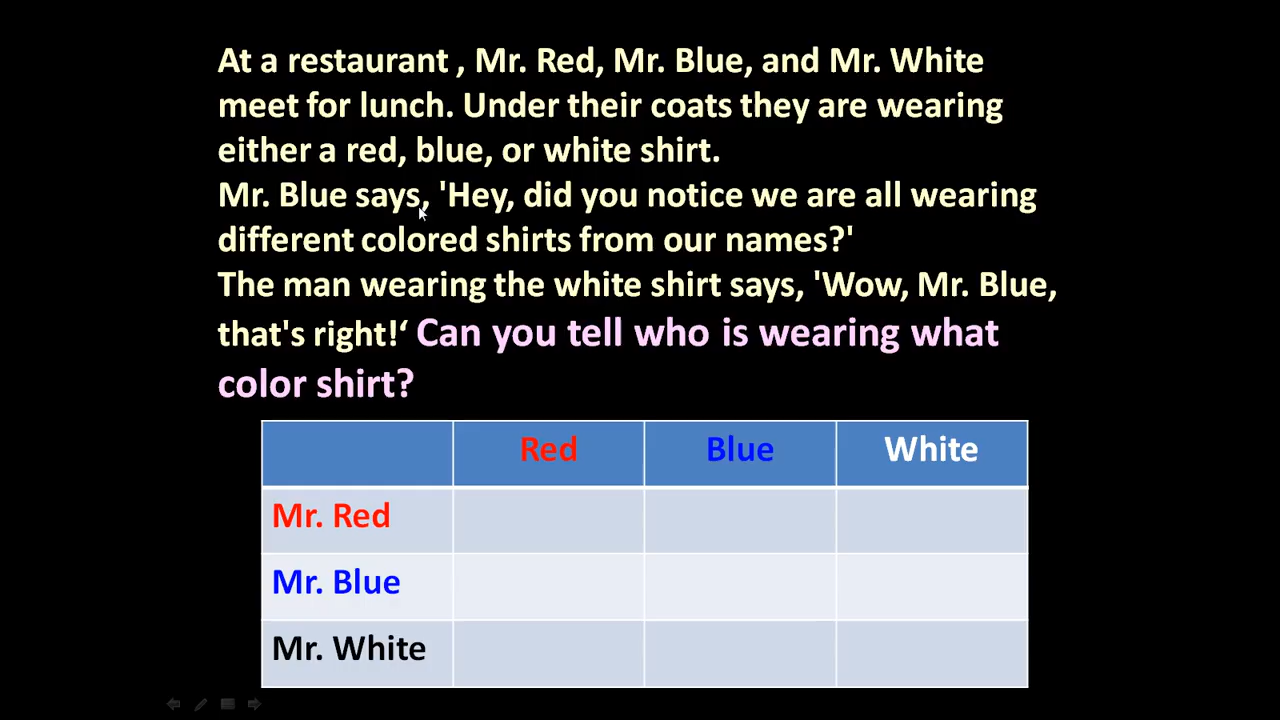 At a restaurant , Mr. Red, Mr. Blue, and Mr. White
meet for lunch. Under their coats they are wearing
either a red, blue, or white shirt.
Mr. Blue says, 'Hey, did you notice we are all wearing
different colored shirts from our names?'
The man wearing the white shirt says, 'Wow, Mr. Blue,
that's right!‘ Can you tell who is wearing what
color shirt?
Red Blue White
Mr. Red
Mr. Blue
Mr. White